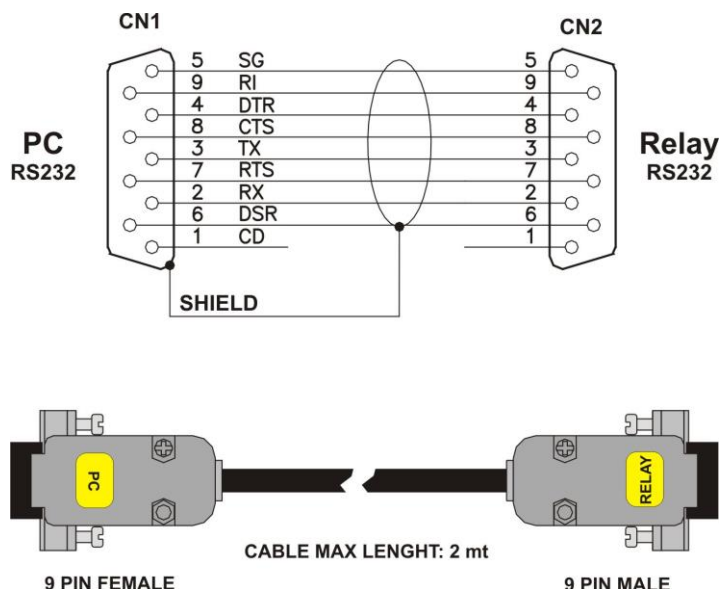 CN1
CN2
5 SG 5
9 RI 9
4 DTR 4
8 CTS 8
3 TX 3
7 RTS 7
2 RX 2
6 DSR 6
1 CD 1
PC
RS232
Relay
RS232
SHIELD
PC
RELAY
CABLE MAX LENGHT: 2 mt
9 PIN FEMALE
9 PIN MALE